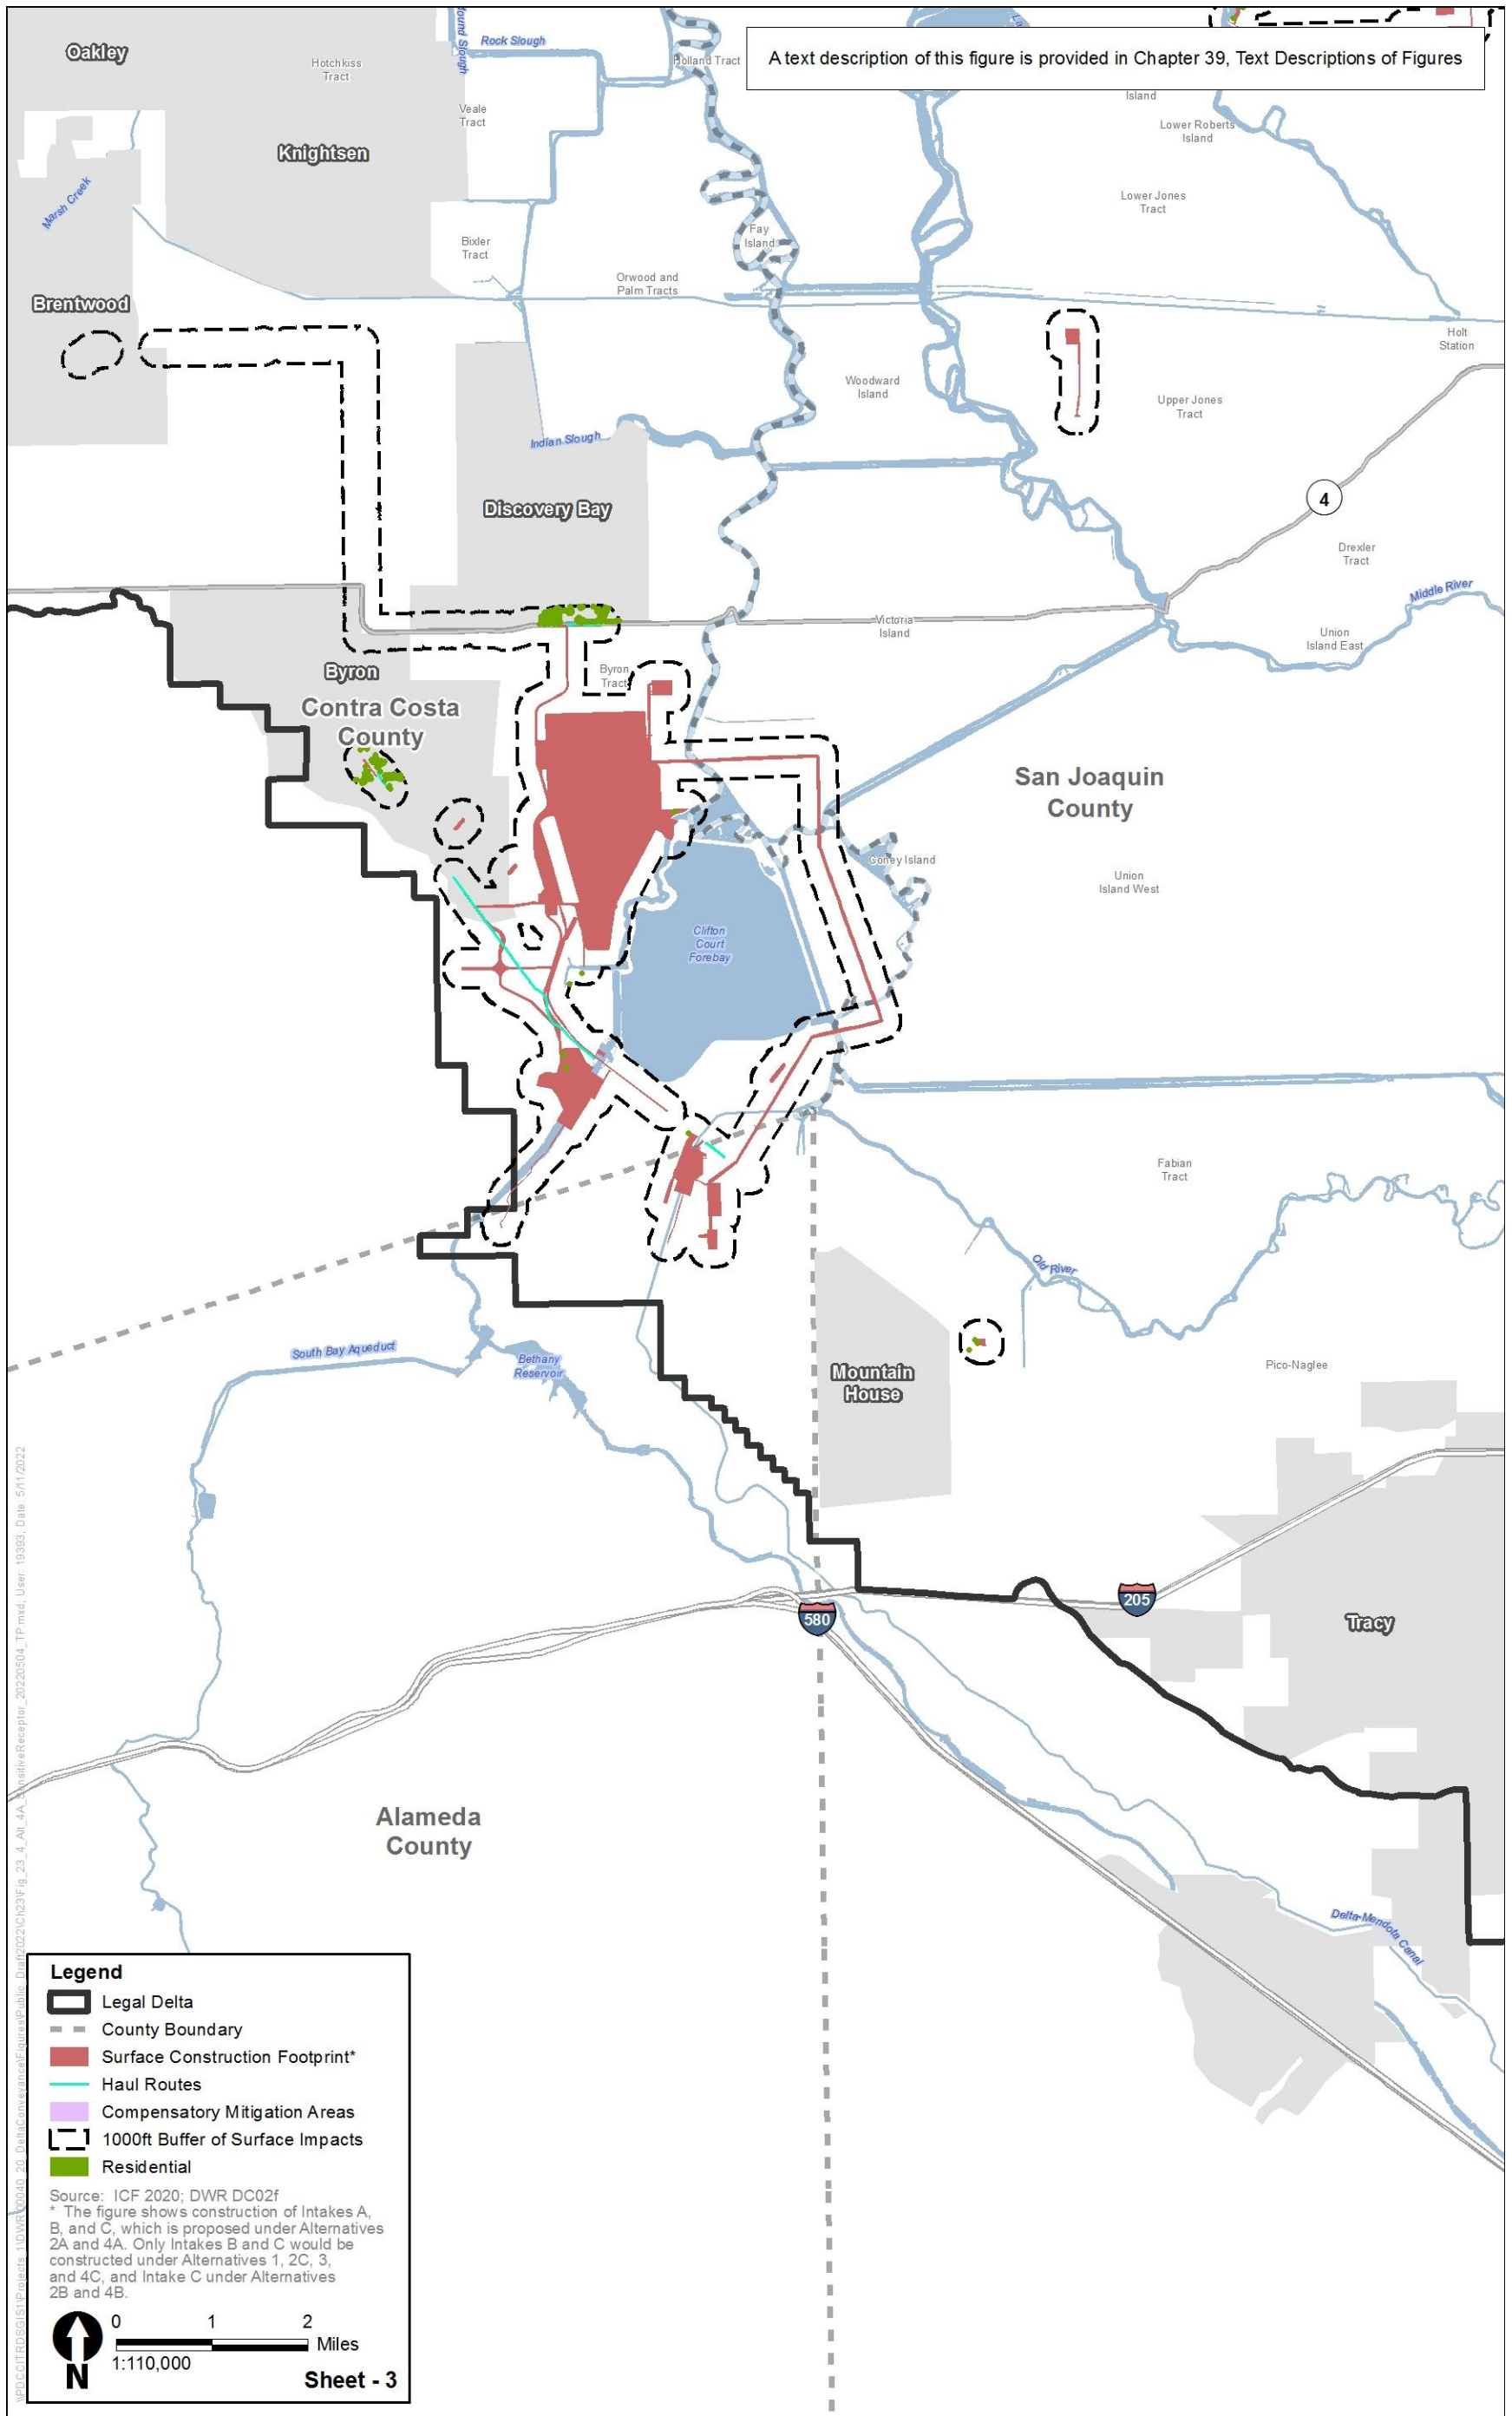 A text description of this figure is provided in Chapter 39, Text Descriptions of Figures
Oakley
Hotchkiss
Tract
Rock Slough
Holland Tract
Veale
Tract
Island
Lower Roberts
Island
Knightsen
Marsh Creek
Lower Jones
Tract
Bixler
Tract
Fay
Island
Orwood and
Palm Tracts
Brentwood
Holt
Station
Woodward
Island
Upper Jones
Tract
Indian Slough
Discovery Bay
4
Drexler
Tract
Middle River
Victoria
Island
Union
Island East
Byron
Byron
Tract
Contra Costa
County
San Joaquin
County
Coney Island
Union
Island West
Clifton
Court
Forebay
Fabian
Tract
Old River
South Bay Aqueduct
Bethany
Reservoir
Mountain
House
Pico-Naglee
205
580
Tracy
Alameda
County
Delta-Mendota Canal
Legend
Legal Delta
County Boundary
Surface Construction Footprint*
Haul Routes
Compensatory Mitigation Areas
1000ft Buffer of Surface Impacts
Residential
Source: ICF 2020; DWR DC02f
* The figure shows construction of Intakes A,
B, and C, which is proposed under Alternatives
2A and 4A. Only Intakes B and C would be
constructed under Alternatives 1, 2C, 3,
and 4C, and Intake C under Alternatives
2B and 4B.
0 1 2
Miles
1:110,000
N
Sheet - 3